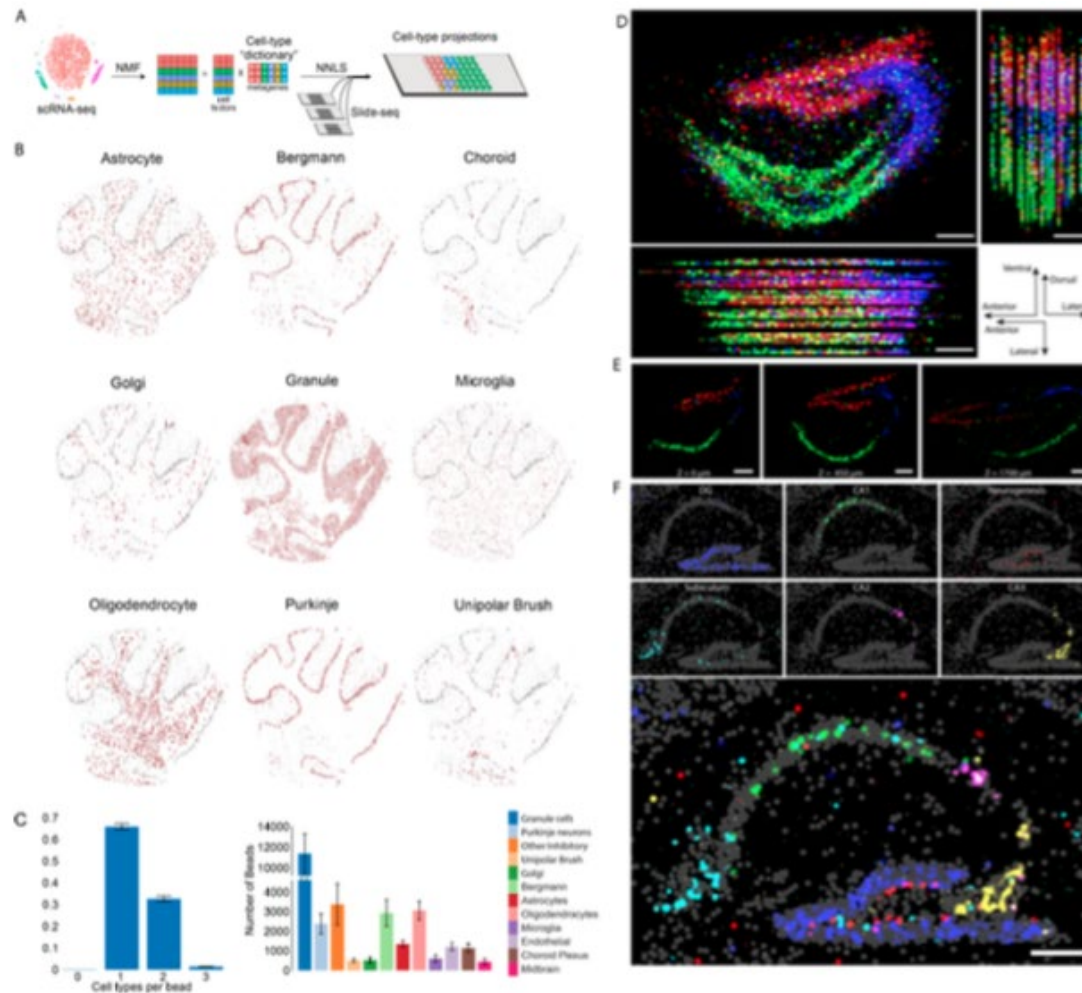 A
Cell-type
"dictionary"
Cell-type projections
NMF
NNLS
scRNA-seq
cell
factors
metagenes
Slide-seq
B
Astrocyte
Bergmann
Choroid
Golgi
Granule
Microglia
Oligodendrocyte
Purkinje
Unipolar Brush
C
0.7
0.6
0.5
0.4
0.3
0.2
0.1
0
0
1
2
3
Cell types per bead
Number of Beads
14000
12000
10000
4000
3000
2000
1000
0
Granule cells
Purkinje neurons
Other Inhibitory
Unipolar Brush
Golgi
Bergmann
Astrocytes
Oligodendrocytes
Microglia
Endothelial
Choroid Plexus
Midbrain
D
Ventral
Dorsal
Anterior
Anterior
Lateral
E
Z = 0 µm
F
DG
CA1
Subiculum
CA2
CA3